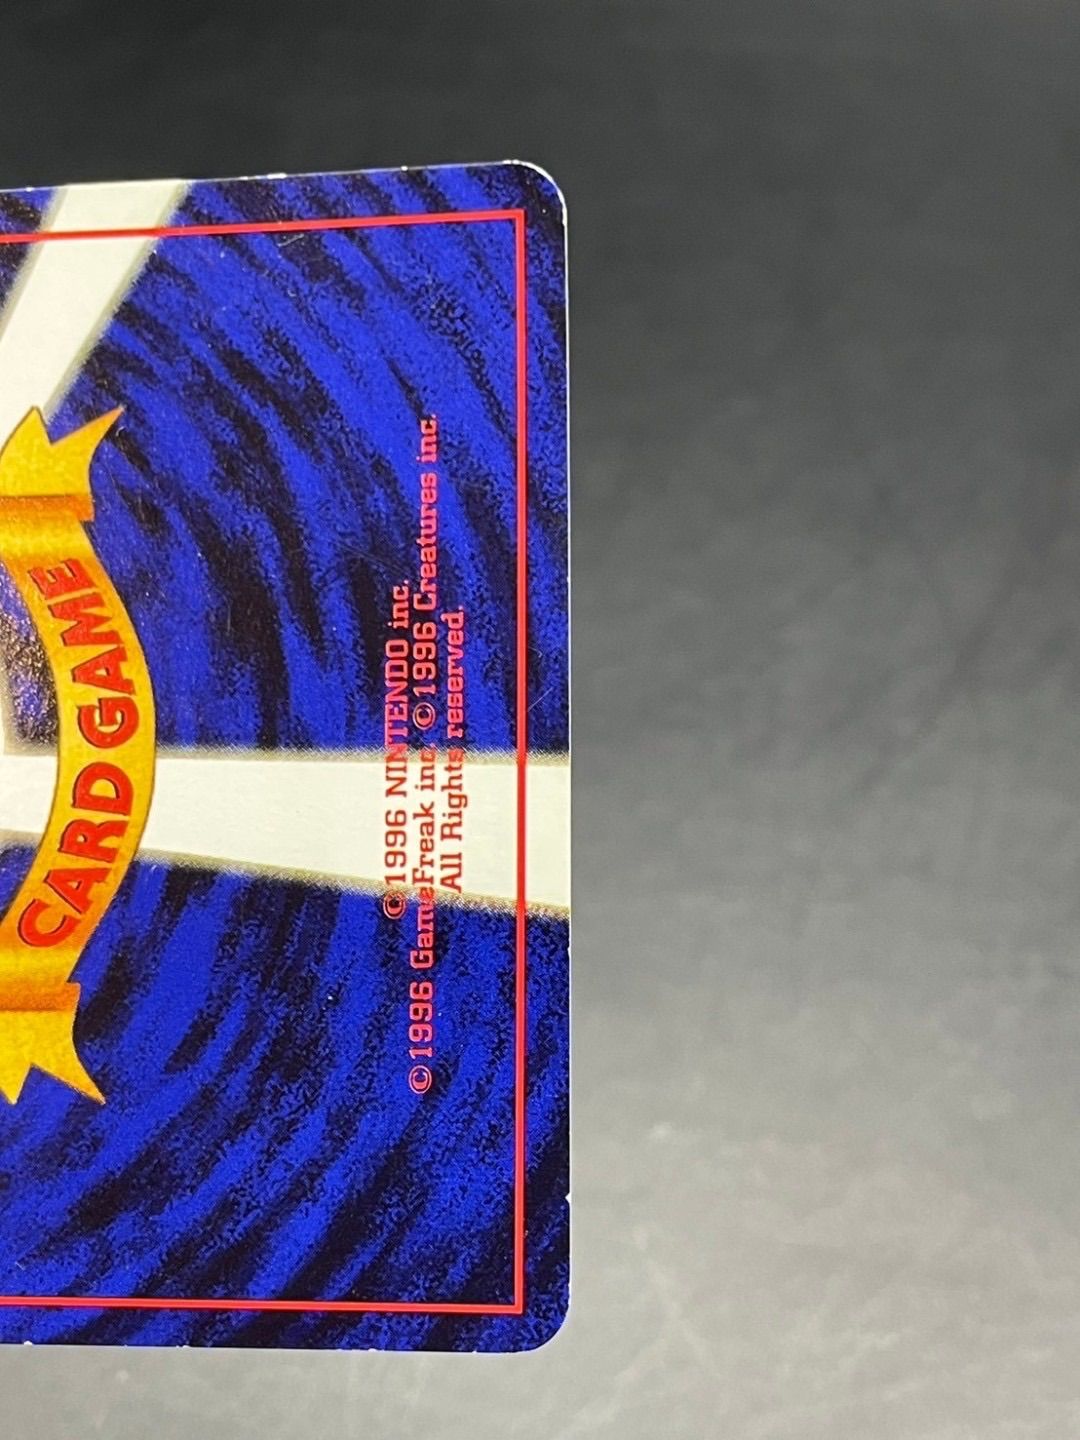 CARD GAME
©1996 NINTENDO inc.
©1996 GameFreak inc. ©1996 Creatures inc.
All Rights reserved.